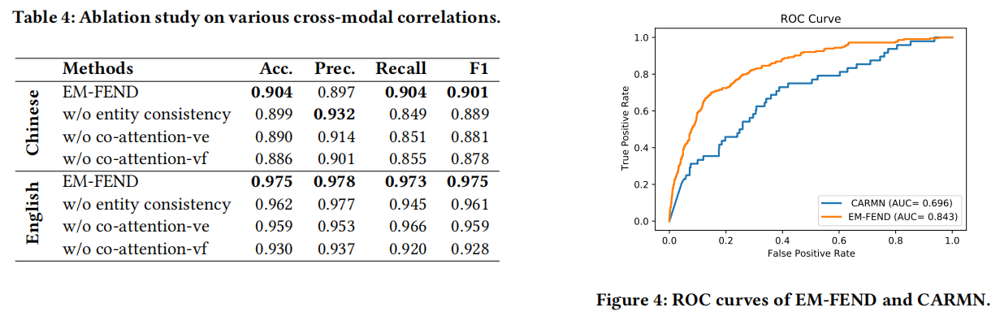 Table 4: Ablation study on various cross-modal correlations.
Methods Acc. Prec. Recall F1
Chinese
EM-FEND 0.904 0.897 0.904 0.901
w/o entity consistency 0.899 0.932 0.849 0.889
w/o co-attention-ve 0.890 0.914 0.851 0.881
w/o co-attention-vf 0.886 0.901 0.855 0.878
English
EM-FEND 0.975 0.978 0.973 0.975
w/o entity consistency 0.962 0.977 0.945 0.961
w/o co-attention-ve 0.959 0.953 0.966 0.959
w/o co-attention-vf 0.930 0.937 0.920 0.928
ROC Curve
True Positive Rate
1.0
0.8
0.6
0.4
0.2
0.0
CARMN (AUC= 0.696)
EM-FEND (AUC= 0.843)
0.0 0.2 0.4 0.6 0.8 1.0
False Positive Rate
Figure 4: ROC curves of EM-FEND and CARMN.